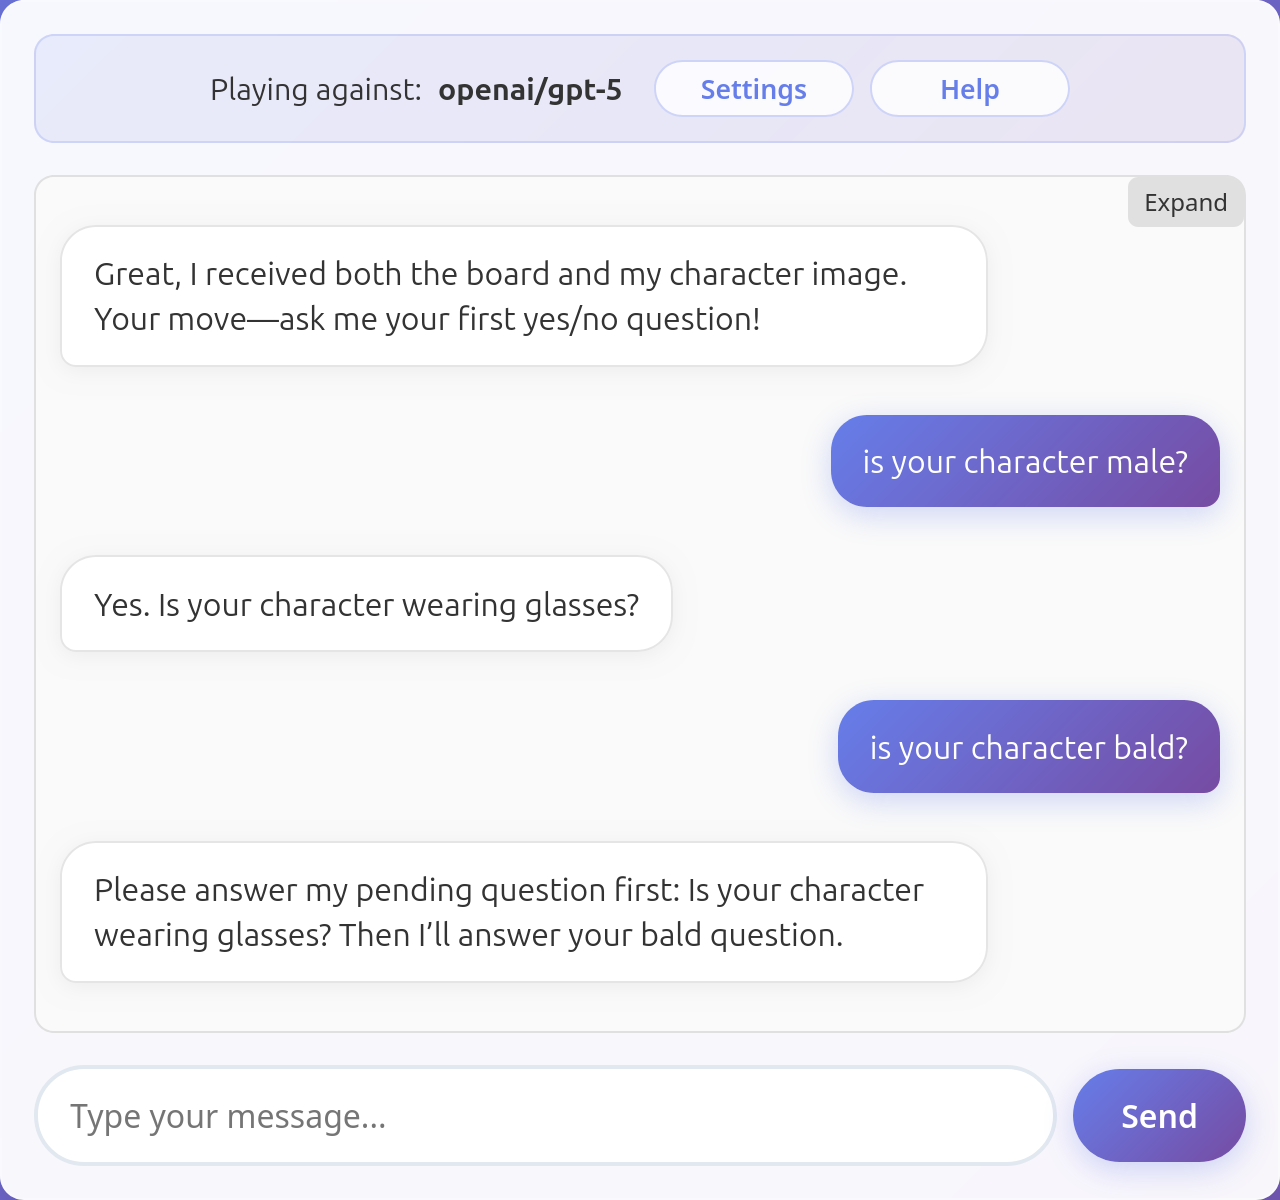 Playing against: openai/gpt-5 Settings Help
Expand
Great, I received both the board and my character image.
Your move—ask me your first yes/no question!
is your character male?
Yes. Is your character wearing glasses?
is your character bald?
Please answer my pending question first: Is your character
wearing glasses? Then I’ll answer your bald question.
Type your message... Send